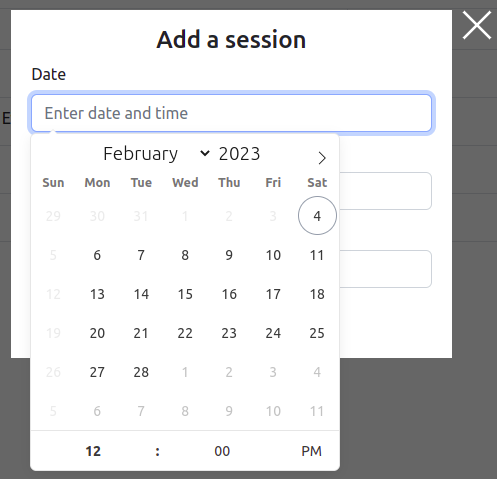 Add a session
Date
E
Enter date and time
February 2023
Sun Mon Tue Wed Thu Fri Sat
29 30 31 1 2 3 4
5 6 7 8 9 10 11
12 13 14 15 16 17 18
19 20 21 22 23 24 25
26 27 28 1 2 3 4
5 6 7 8 9 10 11
12 : 00 PM